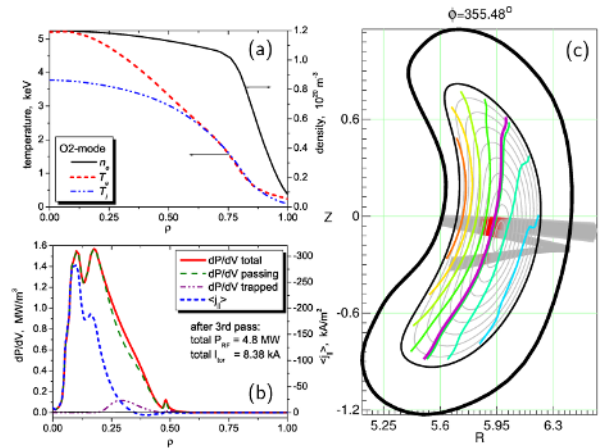 ϕ=355.48°
(a)
temperature, keV
5
4
3
2
1
0
O2-mode
nₑ
Tₑ
Tᵢ
1.2
1.0
0.8
0.6
0.4
0.2
0.0
density, 10²⁰ m⁻³
0.00 0.25 0.50 0.75 1.00
ρ
(b)
dP/dV, MW/m³
1.6
1.4
1.2
1.0
0.8
0.6
0.4
0.2
0.0
dP/dV total
dP/dV passing
dP/dV trapped
<j||>
after 3rd pass:
total P_RF = 4.8 MW
total I_tor = 8.38 kA
-300
-250
-200
-150
-100
-50
0
<j||>, kA/m²
0.00 0.25 0.50 0.75 1.00
ρ
(c)
Z
0.6
0
-0.6
-1.2
5.25 5.6 5.95 6.3
R